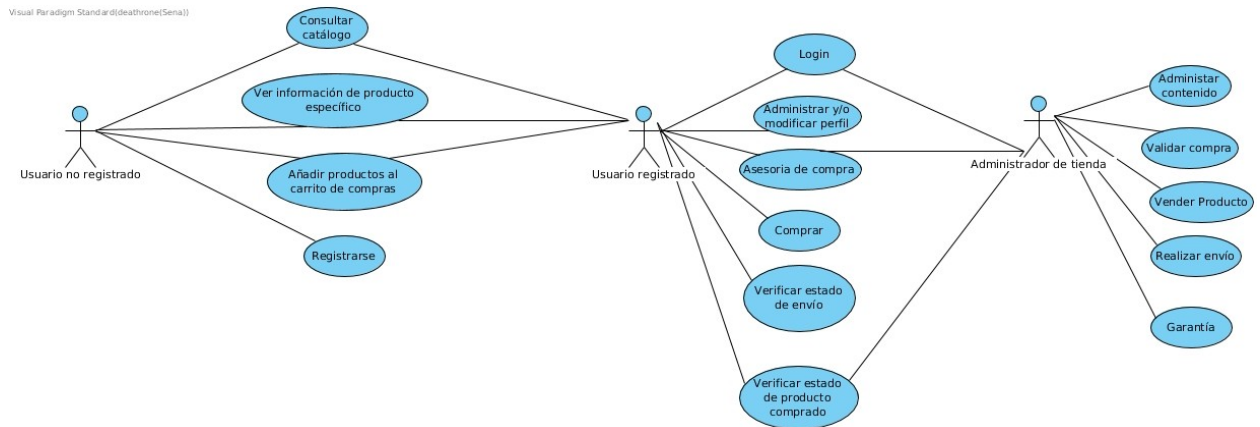 Visual Paradigm Standard(deathrone(Sena))
Consultar
catálogo
Ver información de producto
específico
Añadir productos al
carrito de compras
Registrarse
Usuario no registrado
Usuario registrado
Login
Administrar y/o
modificar perfil
Asesoria de compra
Comprar
Verificar estado
de envío
Verificar estado
de producto
comprado
Administrador de tienda
Administar
contenido
Validar compra
Vender Producto
Realizar envío
Garantía